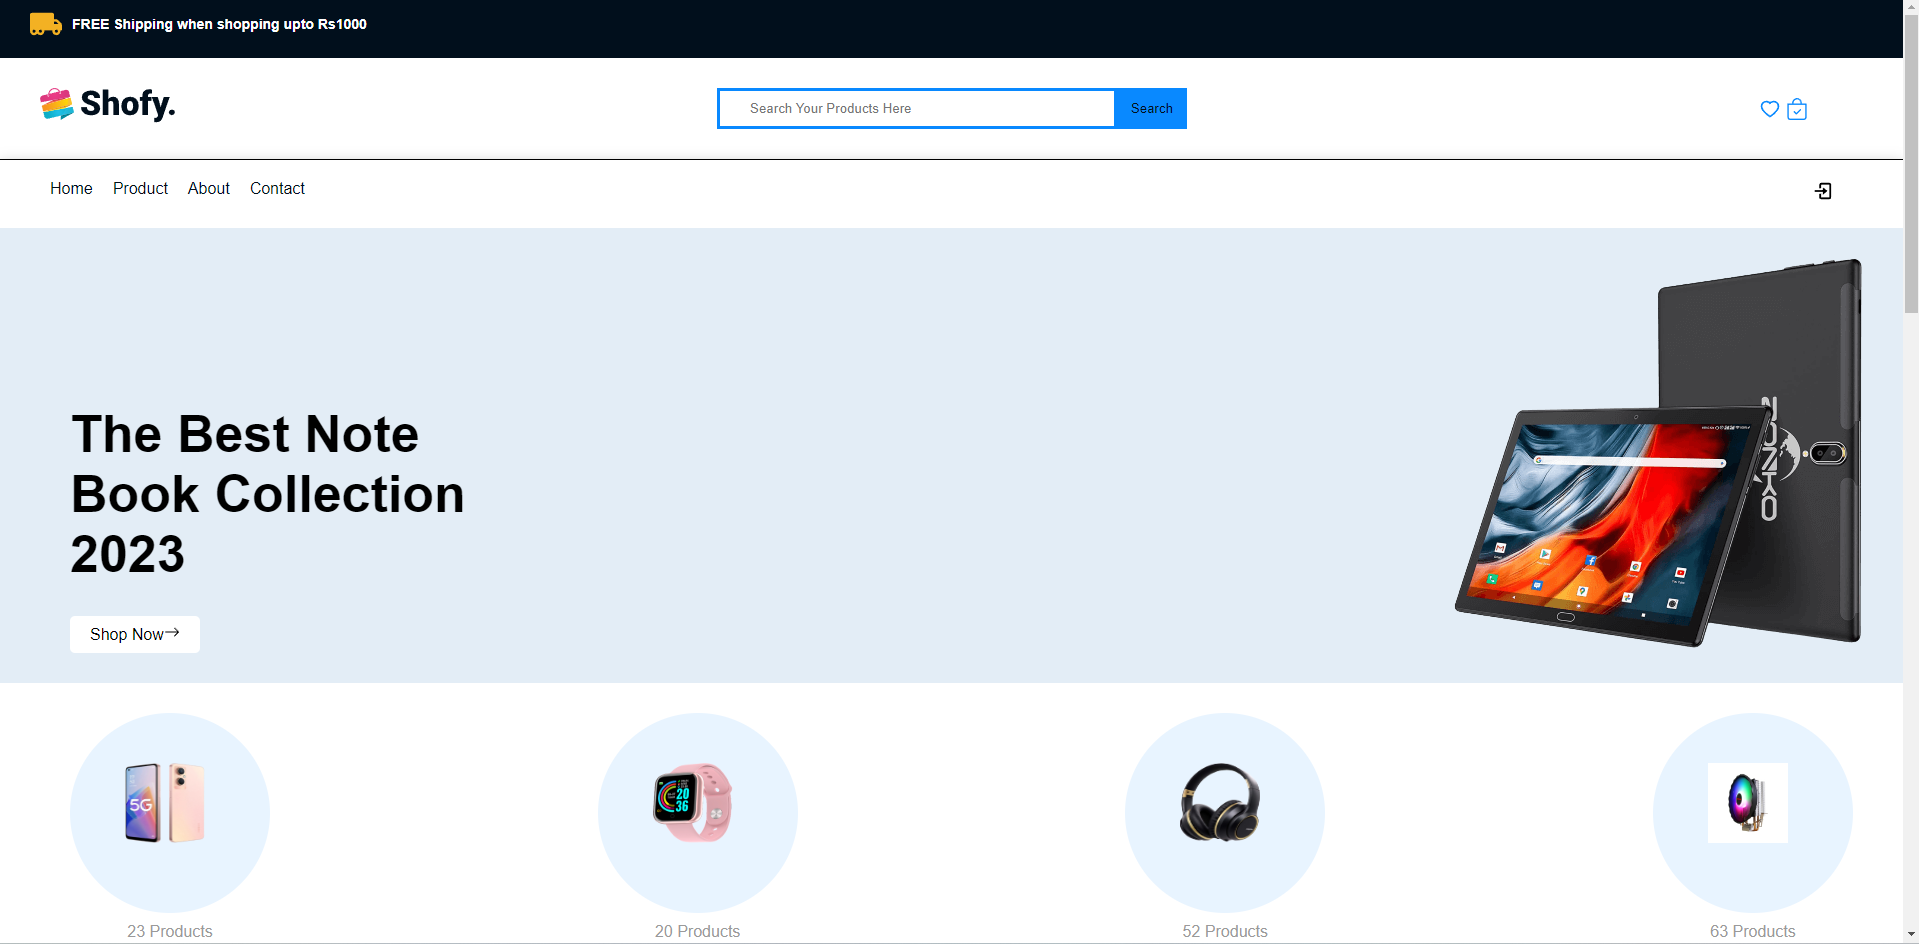 FREE Shipping when shopping upto Rs1000
Shofy.
Search Your Products Here
Search
Home Product About Contact
The Best Note
Book Collection
2023
Shop Now
ZONKO
5G
20
36
23 Products
20 Products
52 Products
63 Products